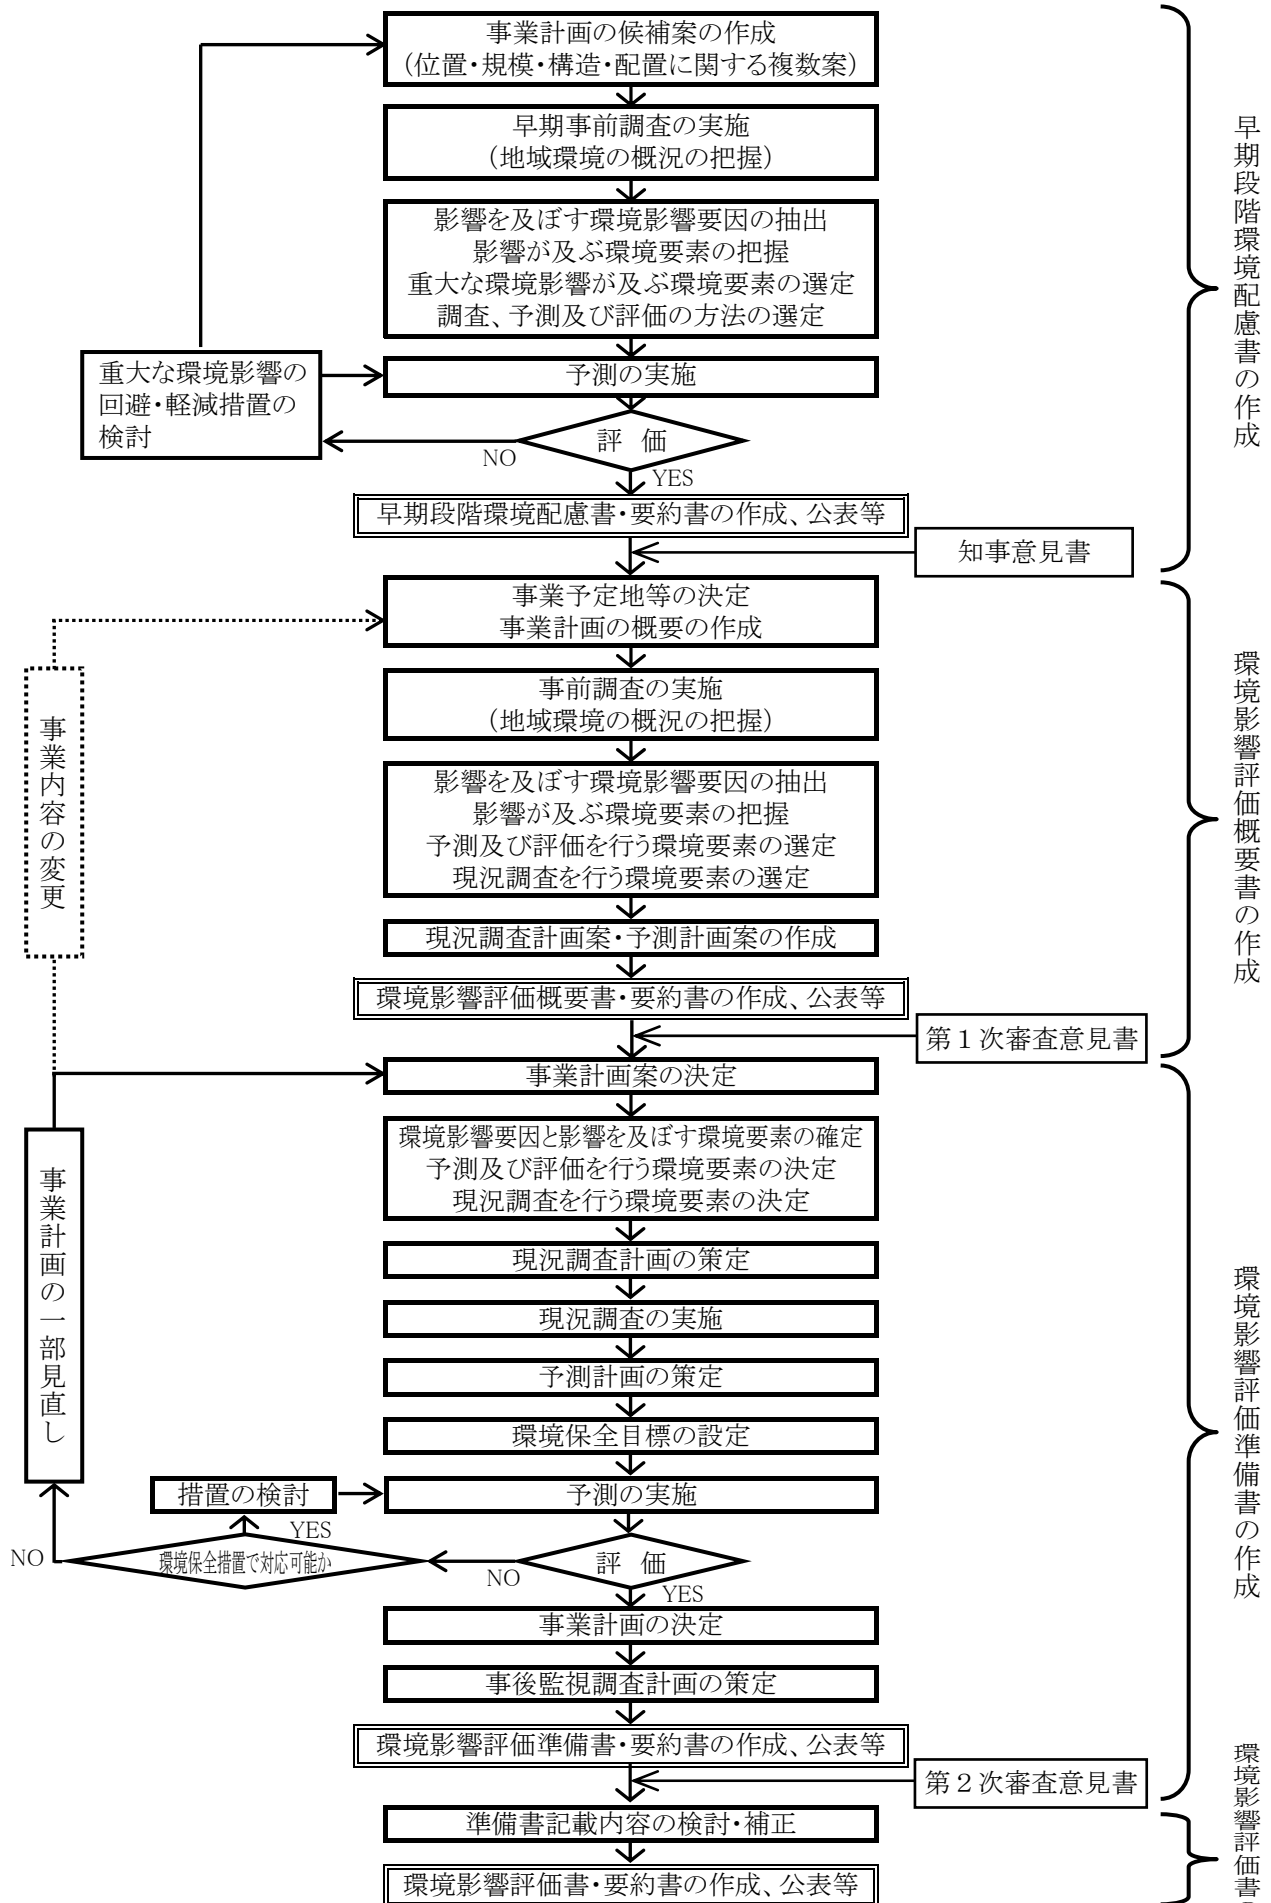 事業計画の候補案の作成
(位置・規模・構造・配置に関する複数案)
早期事前調査の実施
(地域環境の概況の把握)
影響を及ぼす環境影響要因の抽出
影響が及ぶ環境要素の把握
重大な環境影響が及ぶ環境要素の選定
調査、予測及び評価の方法の選定
重大な環境影響の
回避・軽減措置の
検討
予測の実施
評 価
NO
YES
早期段階環境配慮書・要約書の作成、公表等
知事意見書
早期段階環境配慮書の作成
事業予定地等の決定
事業計画の概要の作成
事前調査の実施
(地域環境の概況の把握)
事業内容の変更
影響を及ぼす環境影響要因の抽出
影響が及ぶ環境要素の把握
予測及び評価を行う環境要素の選定
現況調査を行う環境要素の選定
現況調査計画案・予測計画案の作成
環境影響評価概要書・要約書の作成、公表等
第1次審査意見書
環境影響評価概要書の作成
事業計画案の決定
環境影響要因と影響を及ぼす環境要素の確定
予測及び評価を行う環境要素の決定
現況調査を行う環境要素の決定
事業計画の一部見直し
現況調査計画の策定
現況調査の実施
予測計画の策定
環境保全目標の設定
措置の検討
予測の実施
YES
NO
環境保全措置で対応可能か
NO
評 価
YES
事業計画の決定
事後監視調査計画の策定
環境影響評価準備書・要約書の作成、公表等
第2次審査意見書
環境影響評価準備書の作成
準備書記載内容の検討・補正
環境影響評価書・要約書の作成、公表等
環境影響評価書